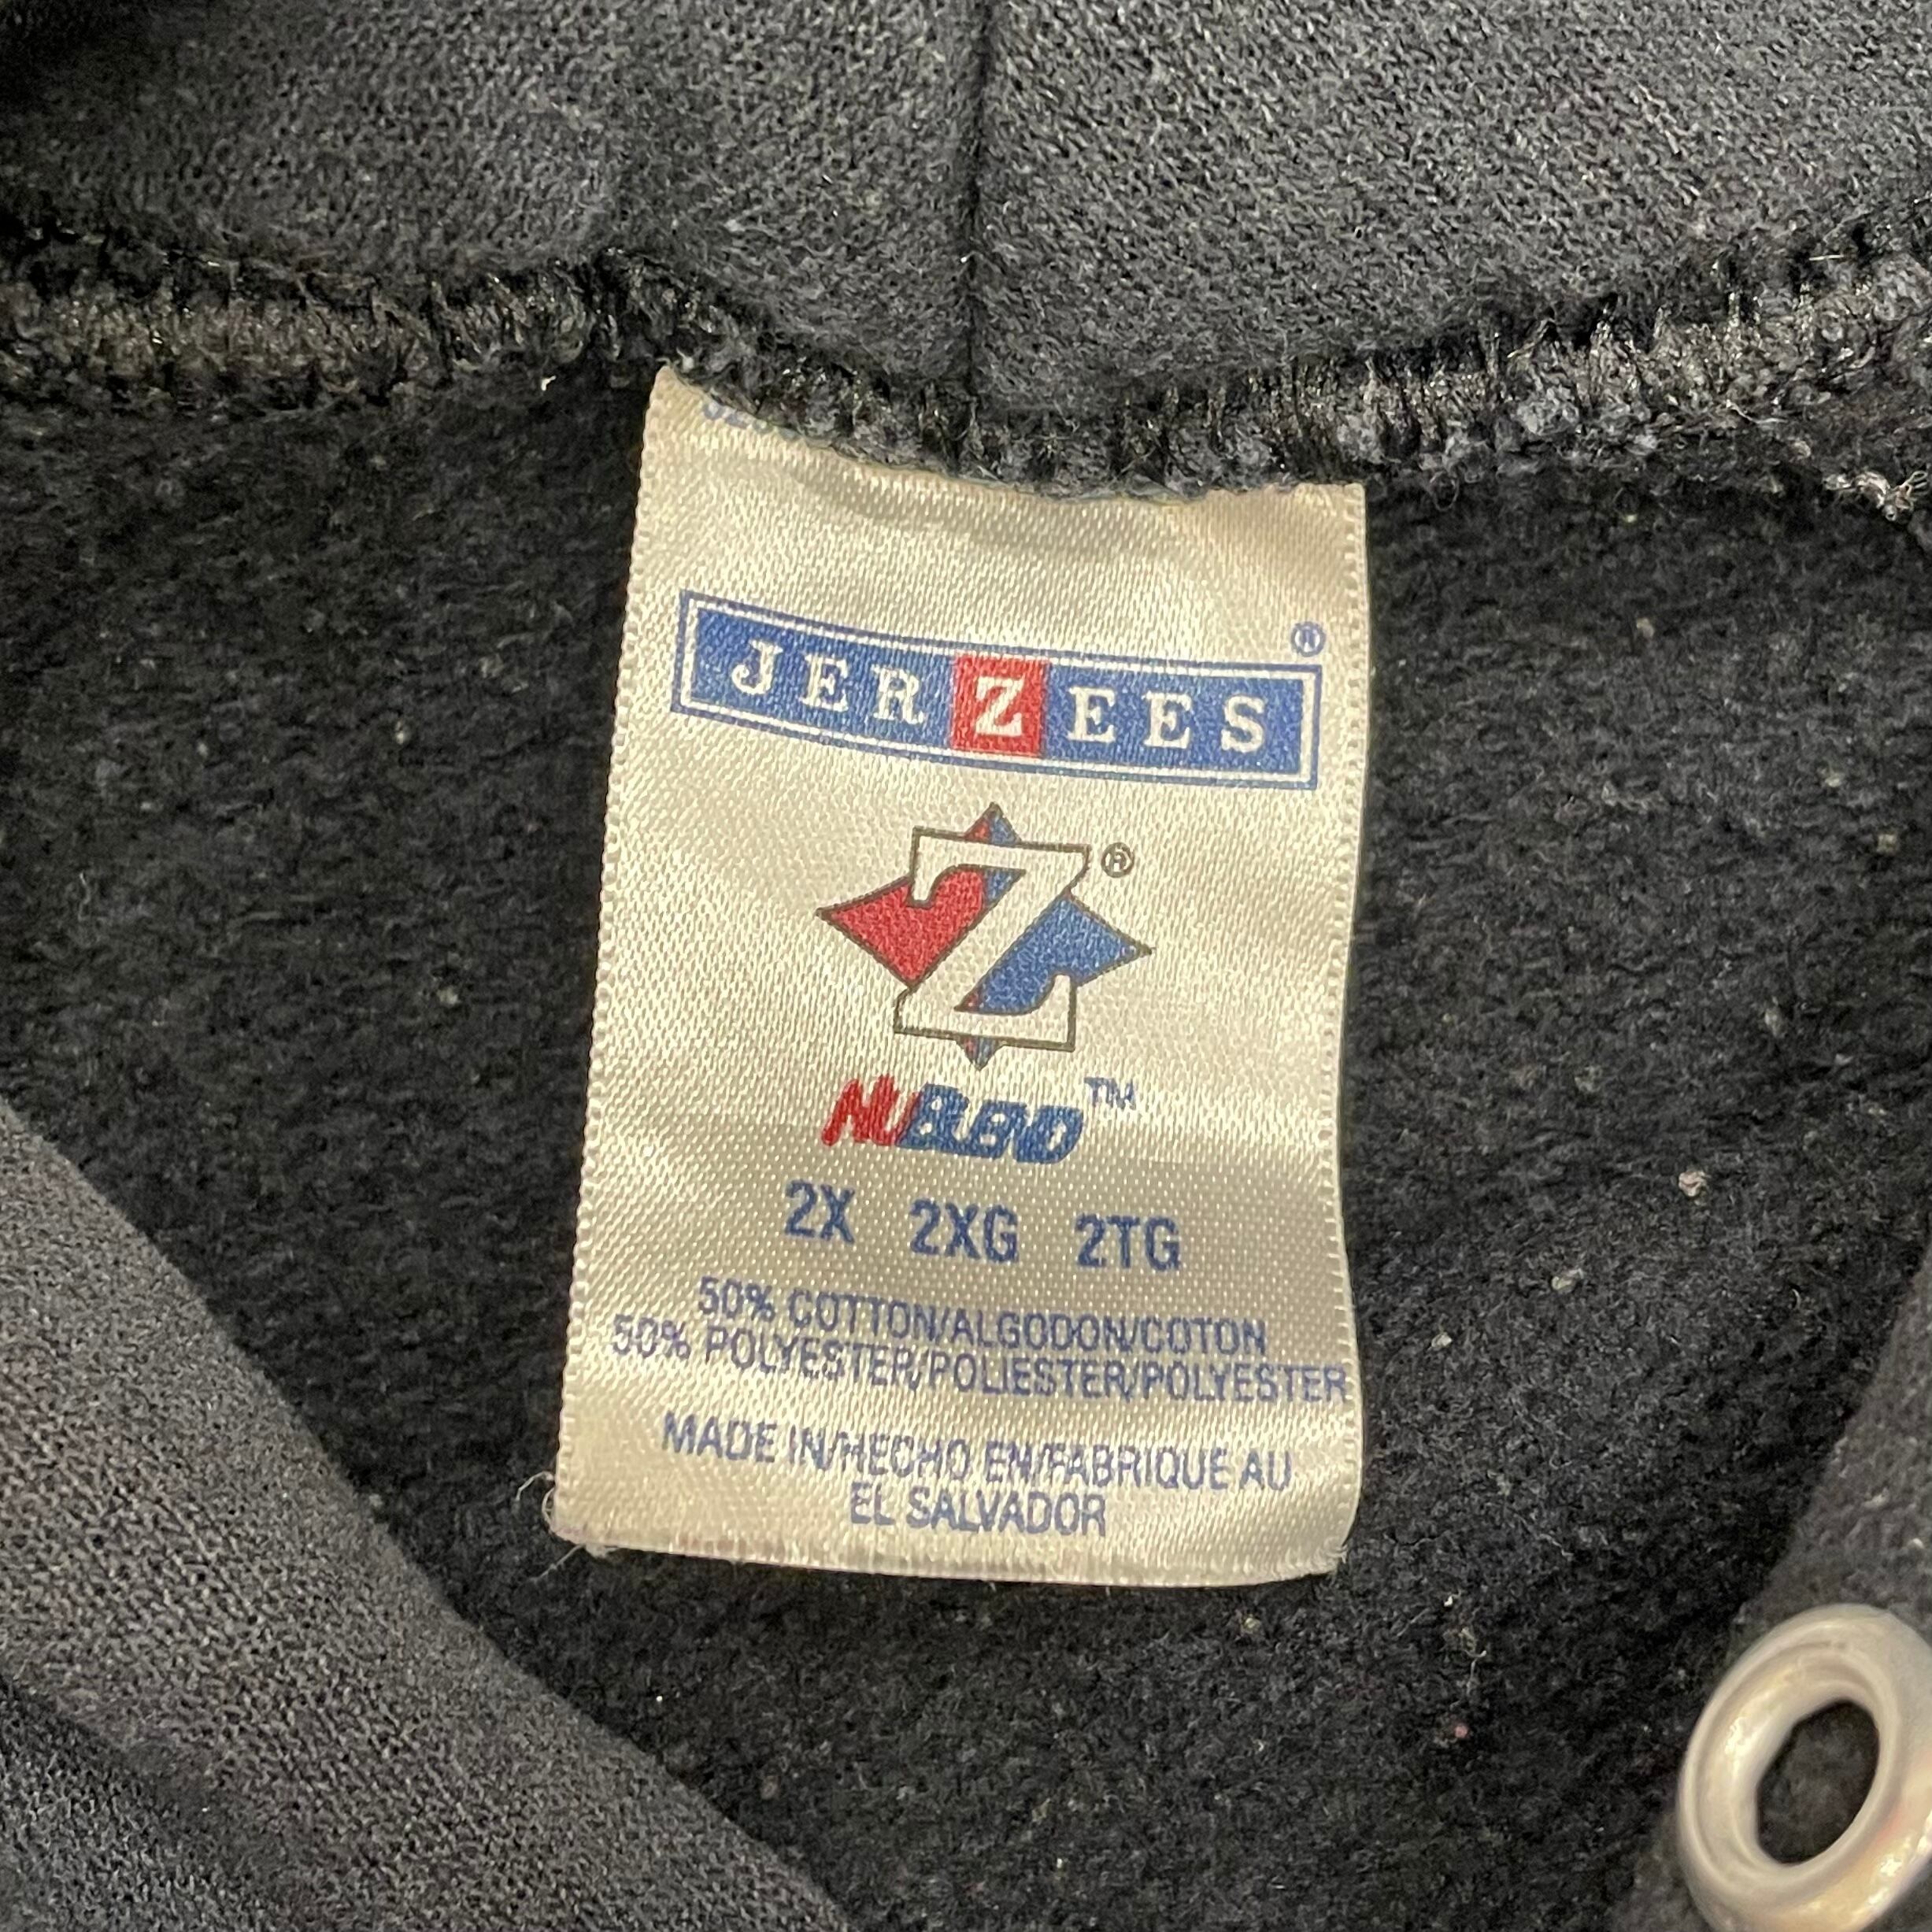 JERZEES ®
Z ®
NUBLEND ™
2X 2XG 2TG
50% COTTON/ALGODON/COTON
50% POLYESTER/POLIESTER/POLYESTER
MADE IN/HECHO EN/FABRIQUE AU
EL SALVADOR